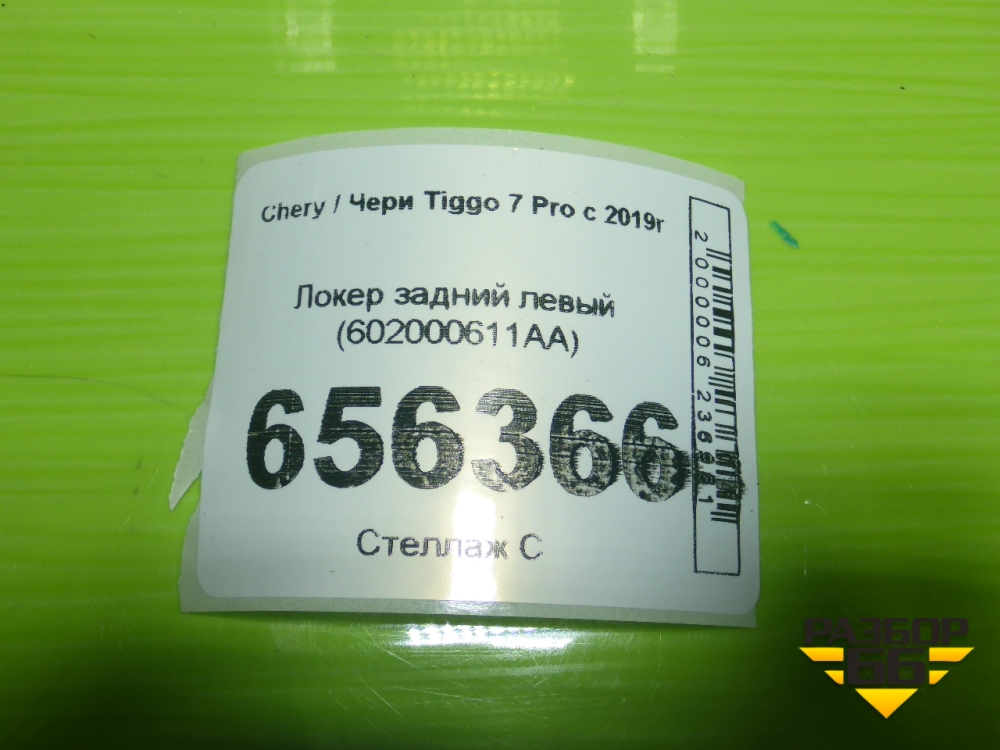 Chery / Чери Tiggo 7 Pro с 2019г
Локер задний левый
(602000611AA)
656366
Стеллаж С
РАЗБОР
66